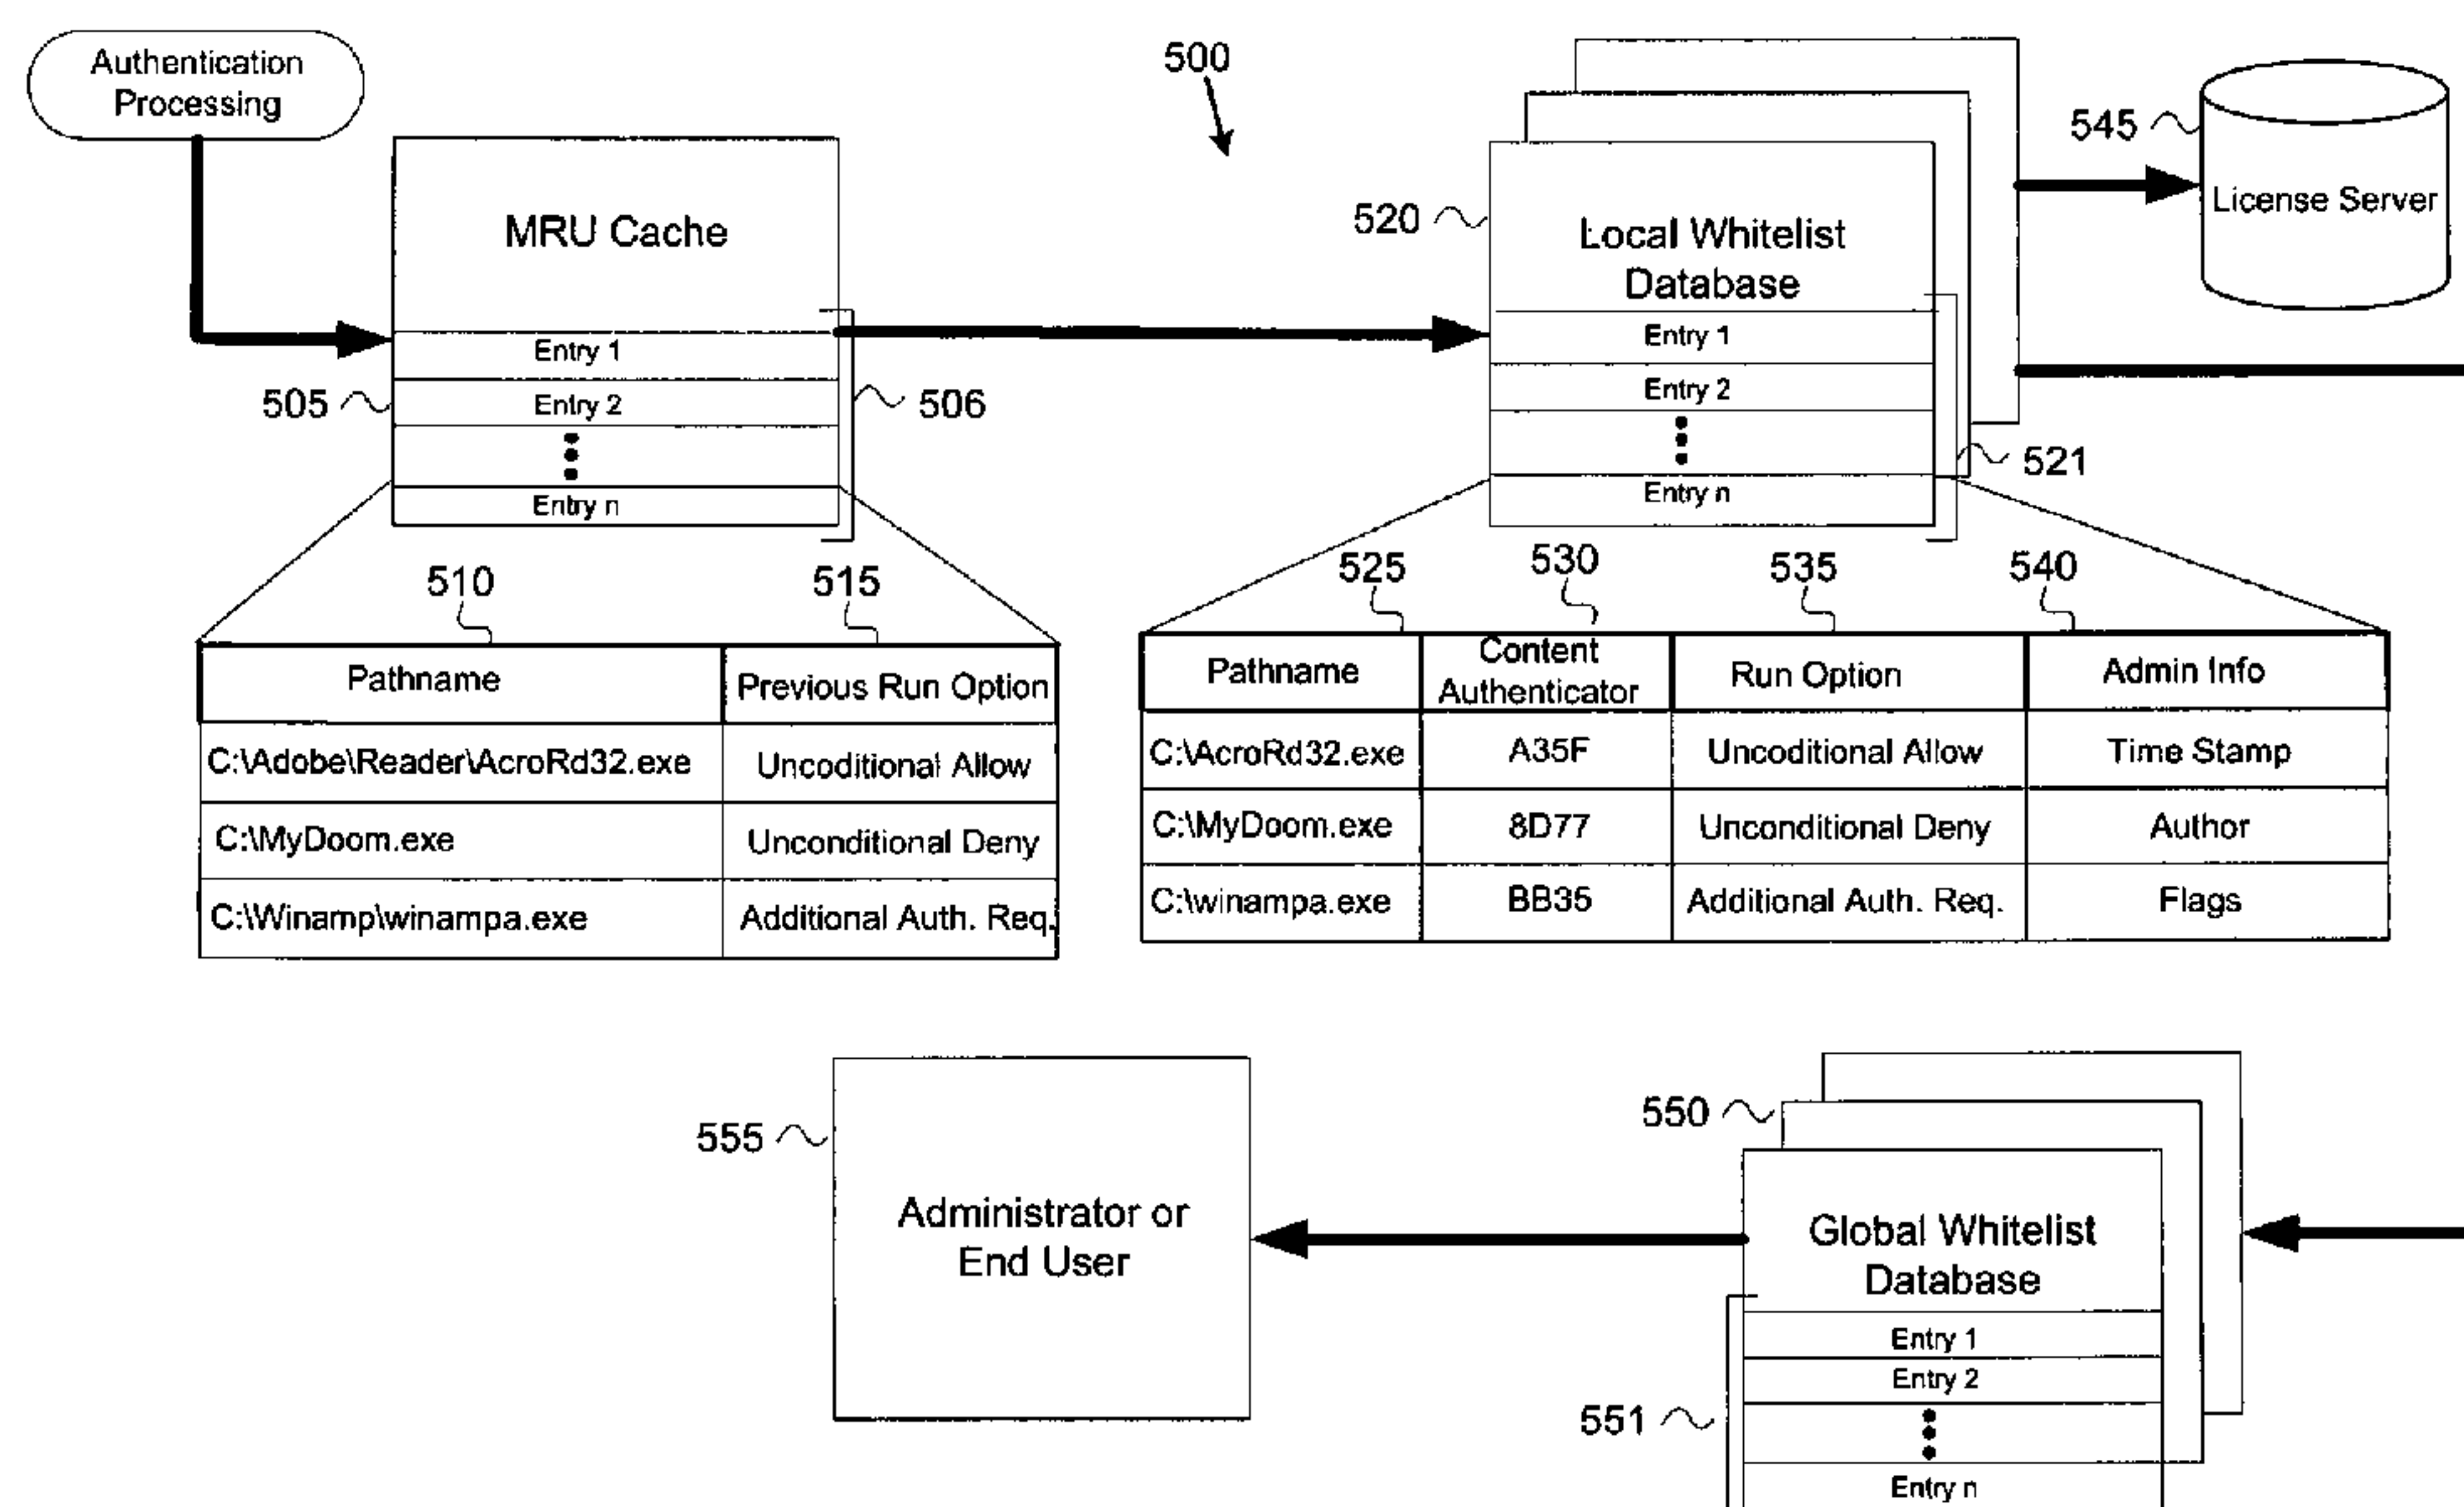 Authentication
Processing
500
545
License Server
MRU Cache
Entry 1
505
Entry 2
506
Entry n
520
Local Whitelist
Database
Entry 1
Entry 2
521
Entry n
510
515
Pathname
Previous Run Option
C:\Adobe\Reader\AcroRd32.exe
Uncoditional Allow
C:\MyDoom.exe
Unconditional Deny
C:\Winamp\winampa.exe
Additional Auth. Req.
525
530
535
540
Pathname
Content
Authenticator
Run Option
Admin Info
C:\AcroRd32.exe
A35F
Uncoditional Allow
Time Stamp
C:\MyDoom.exe
8D77
Unconditional Deny
Author
C:\winampa.exe
BB35
Additional Auth. Req.
Flags
555
Administrator or
End User
550
Global Whitelist
Database
Entry 1
Entry 2
551
Entry n